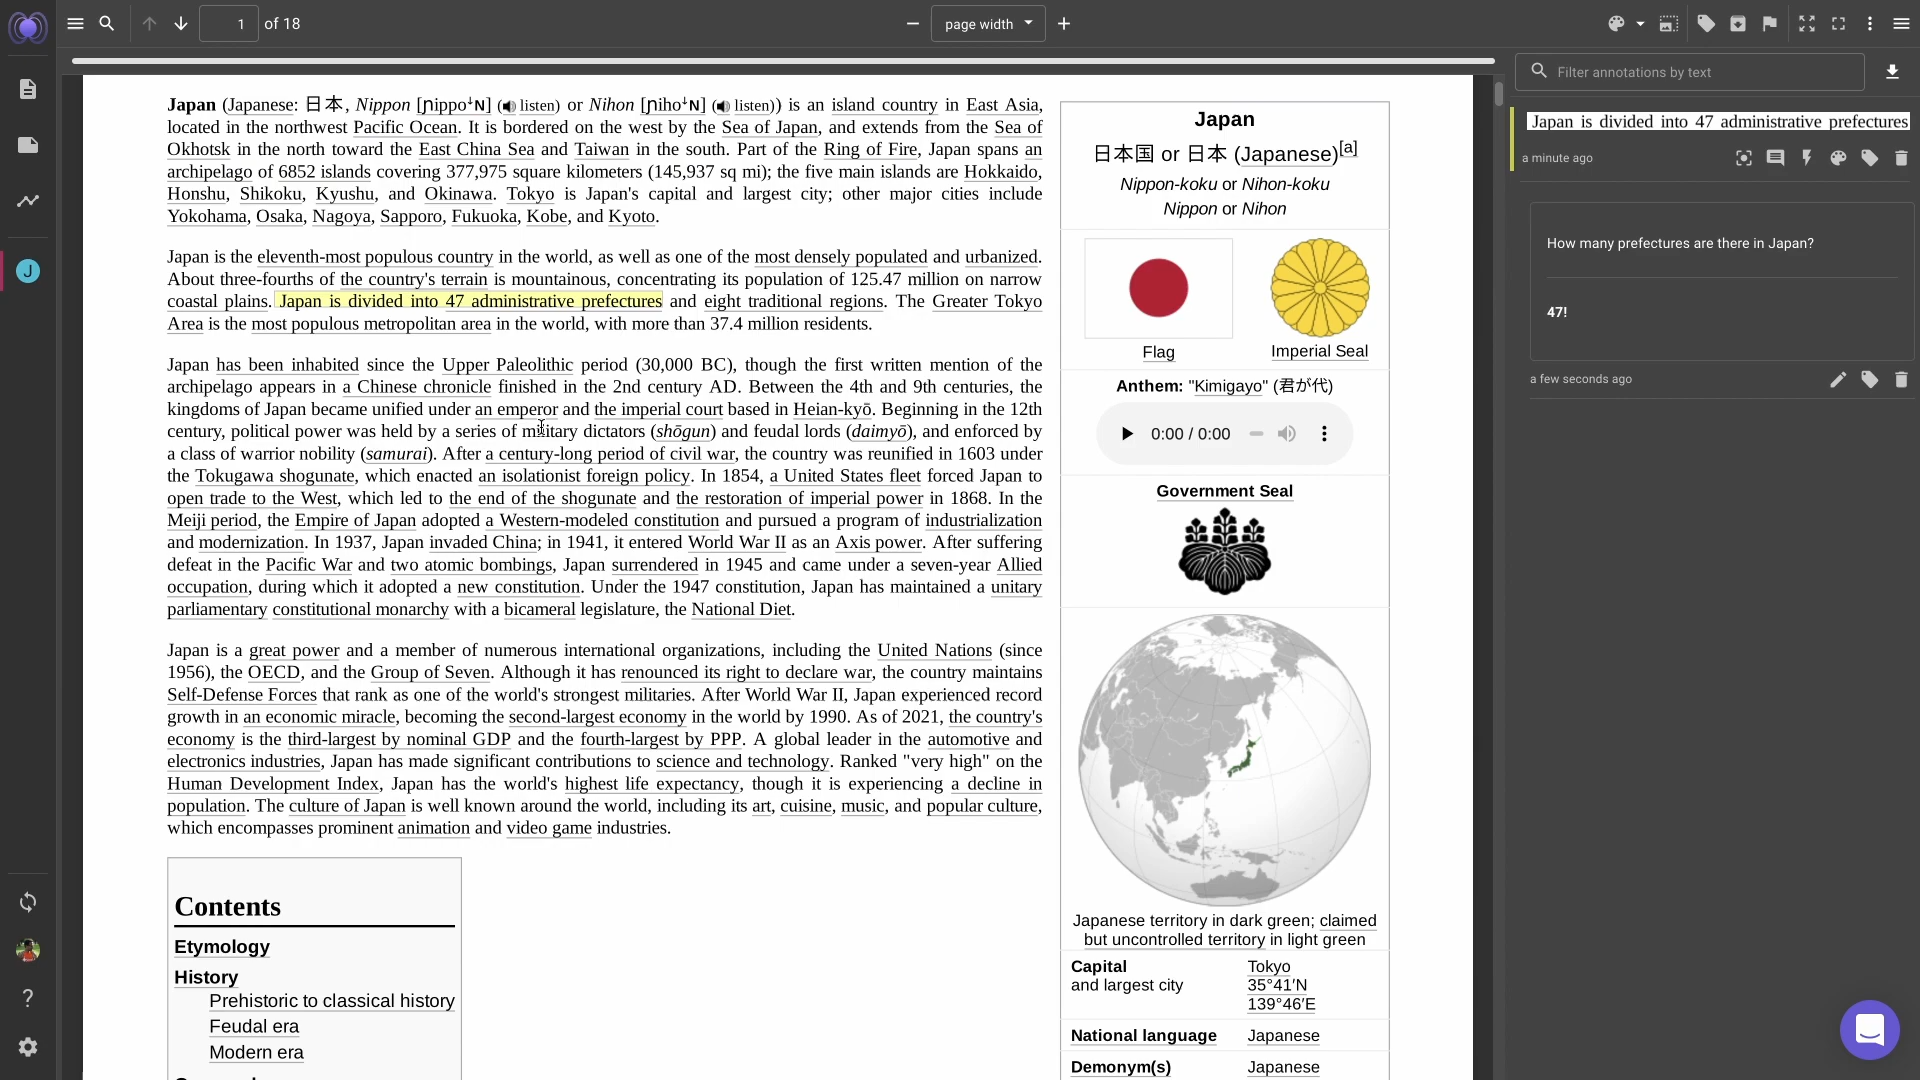 1 of 18
page width
Japan (Japanese: 日本, Nippon [ɲippoꜜɴ] (listen) or Nihon [ɲihoꜜɴ] (listen)) is an island country in East Asia,
located in the northwest Pacific Ocean. It is bordered on the west by the Sea of Japan, and extends from the Sea of
Okhotsk in the north toward the East China Sea and Taiwan in the south. Part of the Ring of Fire, Japan spans an
archipelago of 6852 islands covering 377,975 square kilometers (145,937 sq mi); the five main islands are Hokkaido,
Honshu, Shikoku, Kyushu, and Okinawa. Tokyo is Japan's capital and largest city; other major cities include
Yokohama, Osaka, Nagoya, Sapporo, Fukuoka, Kobe, and Kyoto.
Japan is the eleventh-most populous country in the world, as well as one of the most densely populated and urbanized.
About three-fourths of the country's terrain is mountainous, concentrating its population of 125.47 million on narrow
coastal plains. Japan is divided into 47 administrative prefectures and eight traditional regions. The Greater Tokyo
Area is the most populous metropolitan area in the world, with more than 37.4 million residents.
Japan has been inhabited since the Upper Paleolithic period (30,000 BC), though the first written mention of the
archipelago appears in a Chinese chronicle finished in the 2nd century AD. Between the 4th and 9th centuries, the
kingdoms of Japan became unified under an emperor and the imperial court based in Heian-kyō. Beginning in the 12th
century, political power was held by a series of military dictators (shōgun) and feudal lords (daimyō), and enforced by
a class of warrior nobility (samurai). After a century-long period of civil war, the country was reunified in 1603 under
the Tokugawa shogunate, which enacted an isolationist foreign policy. In 1854, a United States fleet forced Japan to
open trade to the West, which led to the end of the shogunate and the restoration of imperial power in 1868. In the
Meiji period, the Empire of Japan adopted a Western-modeled constitution and pursued a program of industrialization
and modernization. In 1937, Japan invaded China; in 1941, it entered World War II as an Axis power. After suffering
defeat in the Pacific War and two atomic bombings, Japan surrendered in 1945 and came under a seven-year Allied
occupation, during which it adopted a new constitution. Under the 1947 constitution, Japan has maintained a unitary
parliamentary constitutional monarchy with a bicameral legislature, the National Diet.
Japan is a great power and a member of numerous international organizations, including the United Nations (since
1956), the OECD, and the Group of Seven. Although it has renounced its right to declare war, the country maintains
Self-Defense Forces that rank as one of the world's strongest militaries. After World War II, Japan experienced record
growth in an economic miracle, becoming the second-largest economy in the world by 1990. As of 2021, the country's
economy is the third-largest by nominal GDP and the fourth-largest by PPP. A global leader in the automotive and
electronics industries, Japan has made significant contributions to science and technology. Ranked "very high" on the
Human Development Index, Japan has the world's highest life expectancy, though it is experiencing a decline in
population. The culture of Japan is well known around the world, including its art, cuisine, music, and popular culture,
which encompasses prominent animation and video game industries.
Contents
Etymology
History
Prehistoric to classical history
Feudal era
Modern era
Japan
日本国 or 日本 (Japanese)[a]
Nippon-koku or Nihon-koku
Nippon or Nihon
Flag
Imperial Seal
Anthem: "Kimigayo" (君が代)
0:00 / 0:00
Government Seal
Japanese territory in dark green; claimed
but uncontrolled territory in light green
Capital
and largest city
Tokyo
35°41′N
139°46′E
National language Japanese
Demonym(s) Japanese
Filter annotations by text
Japan is divided into 47 administrative prefectures
a minute ago
How many prefectures are there in Japan?
47!
a few seconds ago
J
?